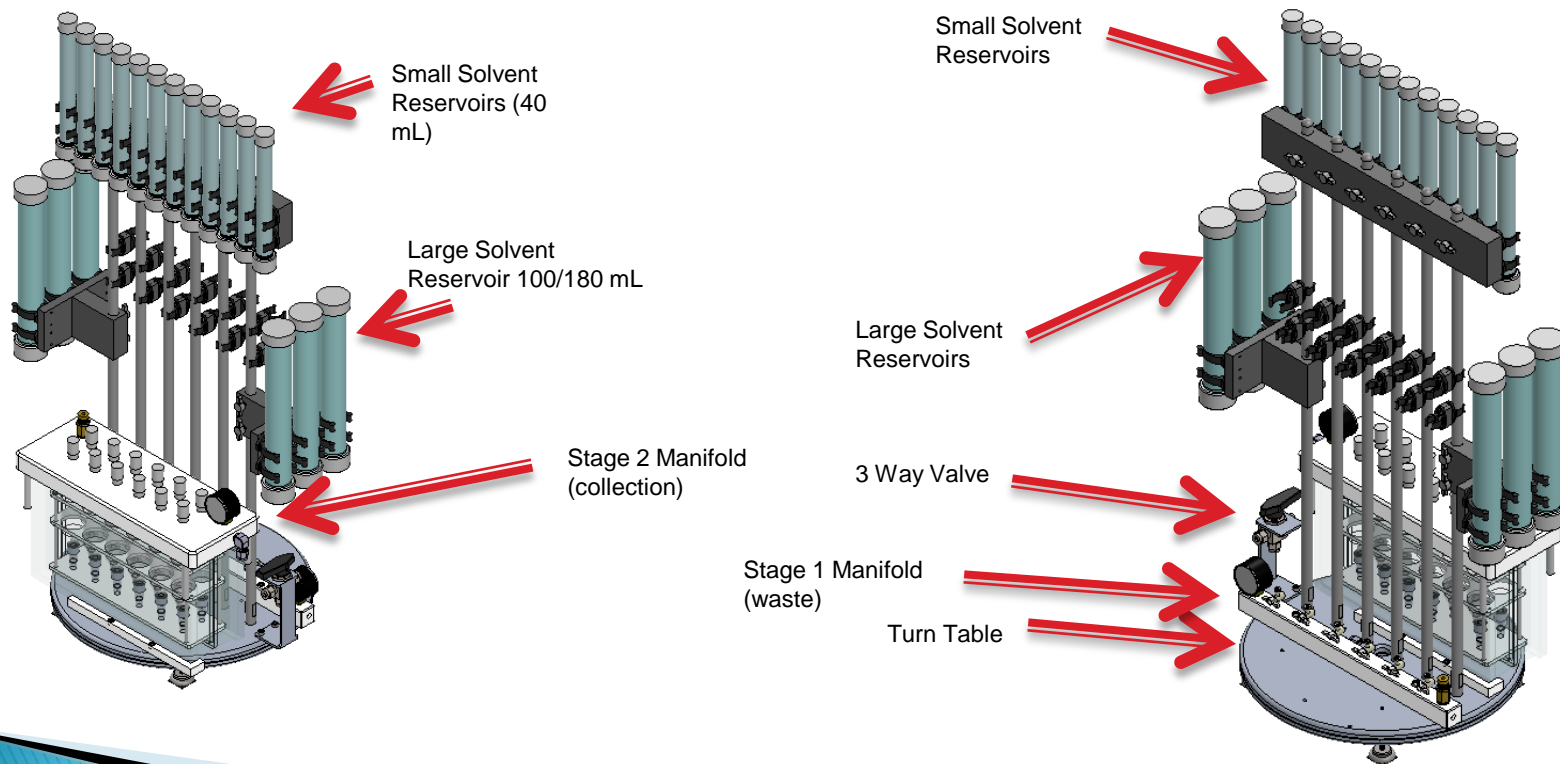 Small Solvent
Reservoirs (40
mL)
Large Solvent
Reservoir 100/180 mL
Stage 2 Manifold
(collection)
Small Solvent
Reservoirs
Large Solvent
Reservoirs
3 Way Valve
Stage 1 Manifold
(waste)
Turn Table